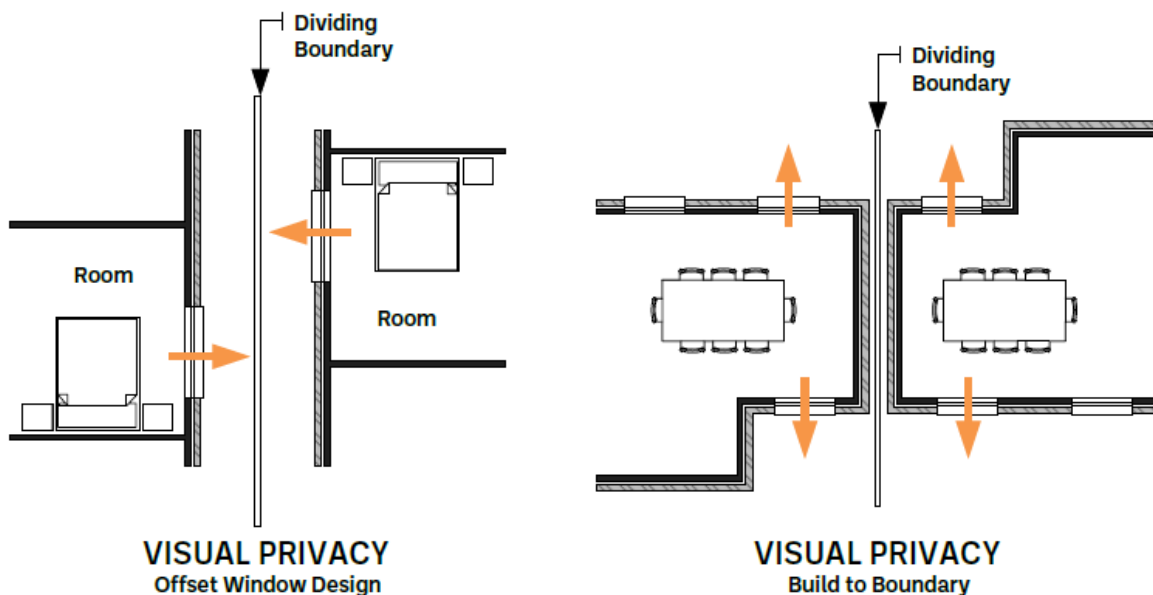 Dividing
Boundary
Room
Room
VISUAL PRIVACY
Offset Window Design
Dividing
Boundary
VISUAL PRIVACY
Build to Boundary